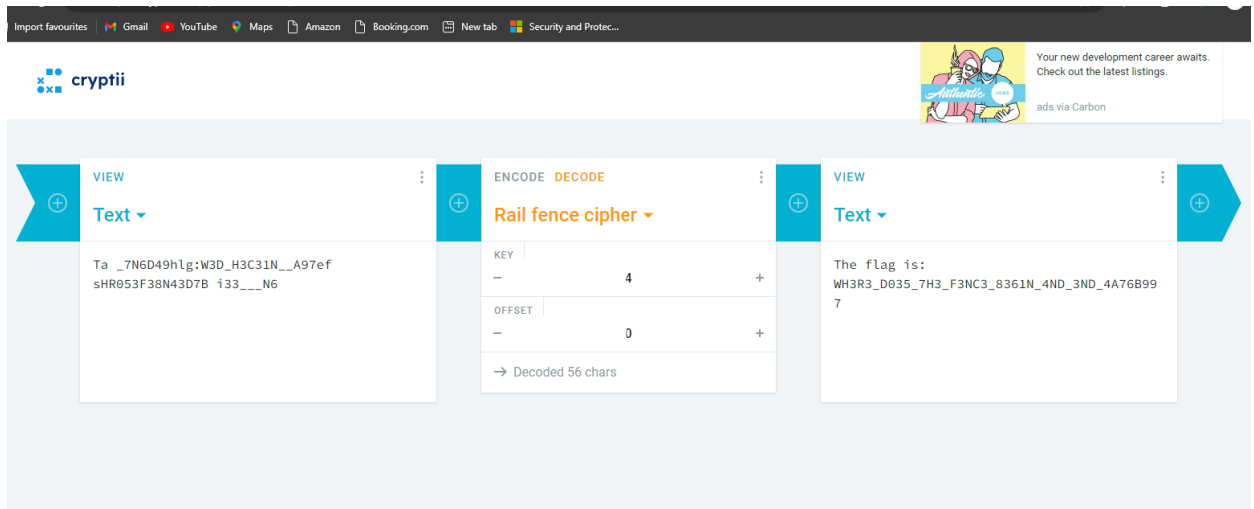 Import favourites Gmail YouTube Maps Amazon Booking.com New tab Security and Protec...
cryptii
Your new development career awaits.
Check out the latest listings.
Authentic JOBS
ads via Carbon
VIEW
Text
Ta _7N6D49hlg:W3D_H3C31N__A97ef
sHR053F38N43D7B i33___N6
ENCODE DECODE
Rail fence cipher
KEY
− 4 +
OFFSET
− 0 +
→ Decoded 56 chars
VIEW
Text
The flag is:
WH3R3_D035_7H3_F3NC3_8361N_4ND_3ND_4A76B99
7